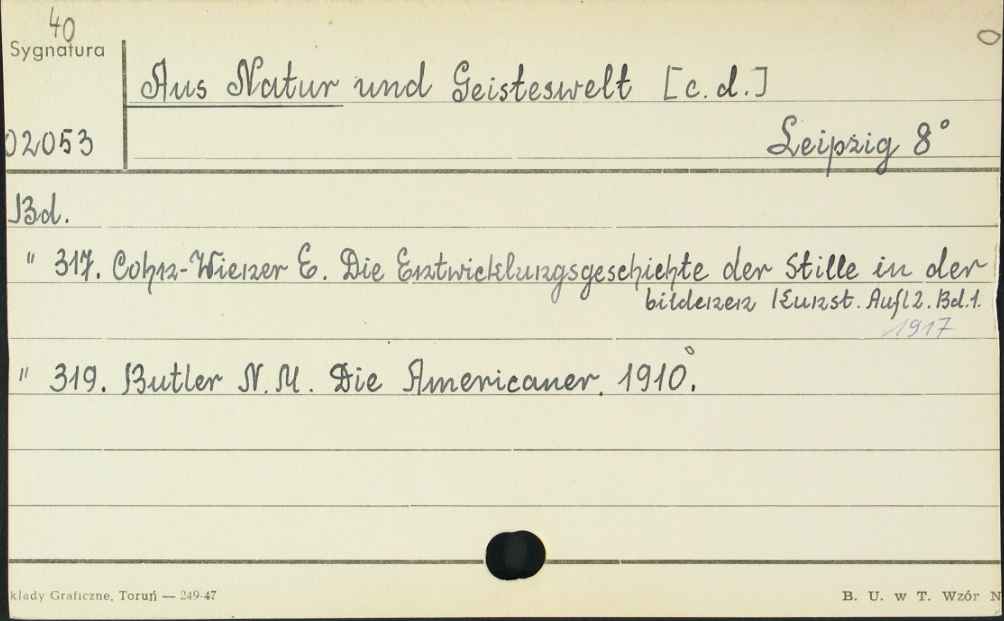 40
Sygnatura
Aus Natur und Geisteswelt [c.d.]
02053
Leipzig 8°
Bd.
" 317. Cohn-Wiener E. Die Entwicklungsgeschichte der Stille in der
bildenen Kunst. Aufl 2. Bd. 1.
1917
" 319. Butler N. M. Die Americaner. 1910.
kłady Graficzne, Toruń — 249-47
B. U. w T. Wzór N